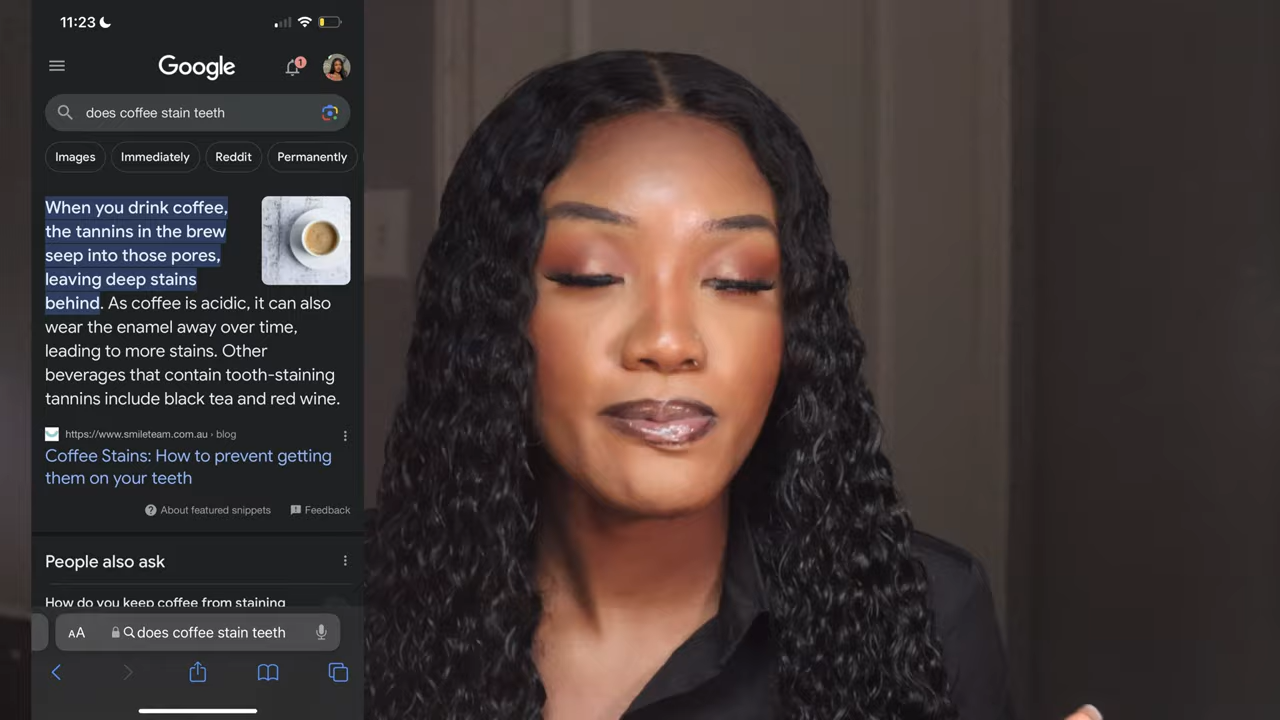 11:23
Google
1
does coffee stain teeth
Images
Immediately
Reddit
Permanently
When you drink coffee,
the tannins in the brew
seep into those pores,
leaving deep stains
behind. As coffee is acidic, it can also
wear the enamel away over time,
leading to more stains. Other
beverages that contain tooth-staining
tannins include black tea and red wine.
https://www.smileteam.com.au › blog
Coffee Stains: How to prevent getting
them on your teeth
About featured snippets
Feedback
People also ask
How do you keep coffee from staining
AA
does coffee stain teeth